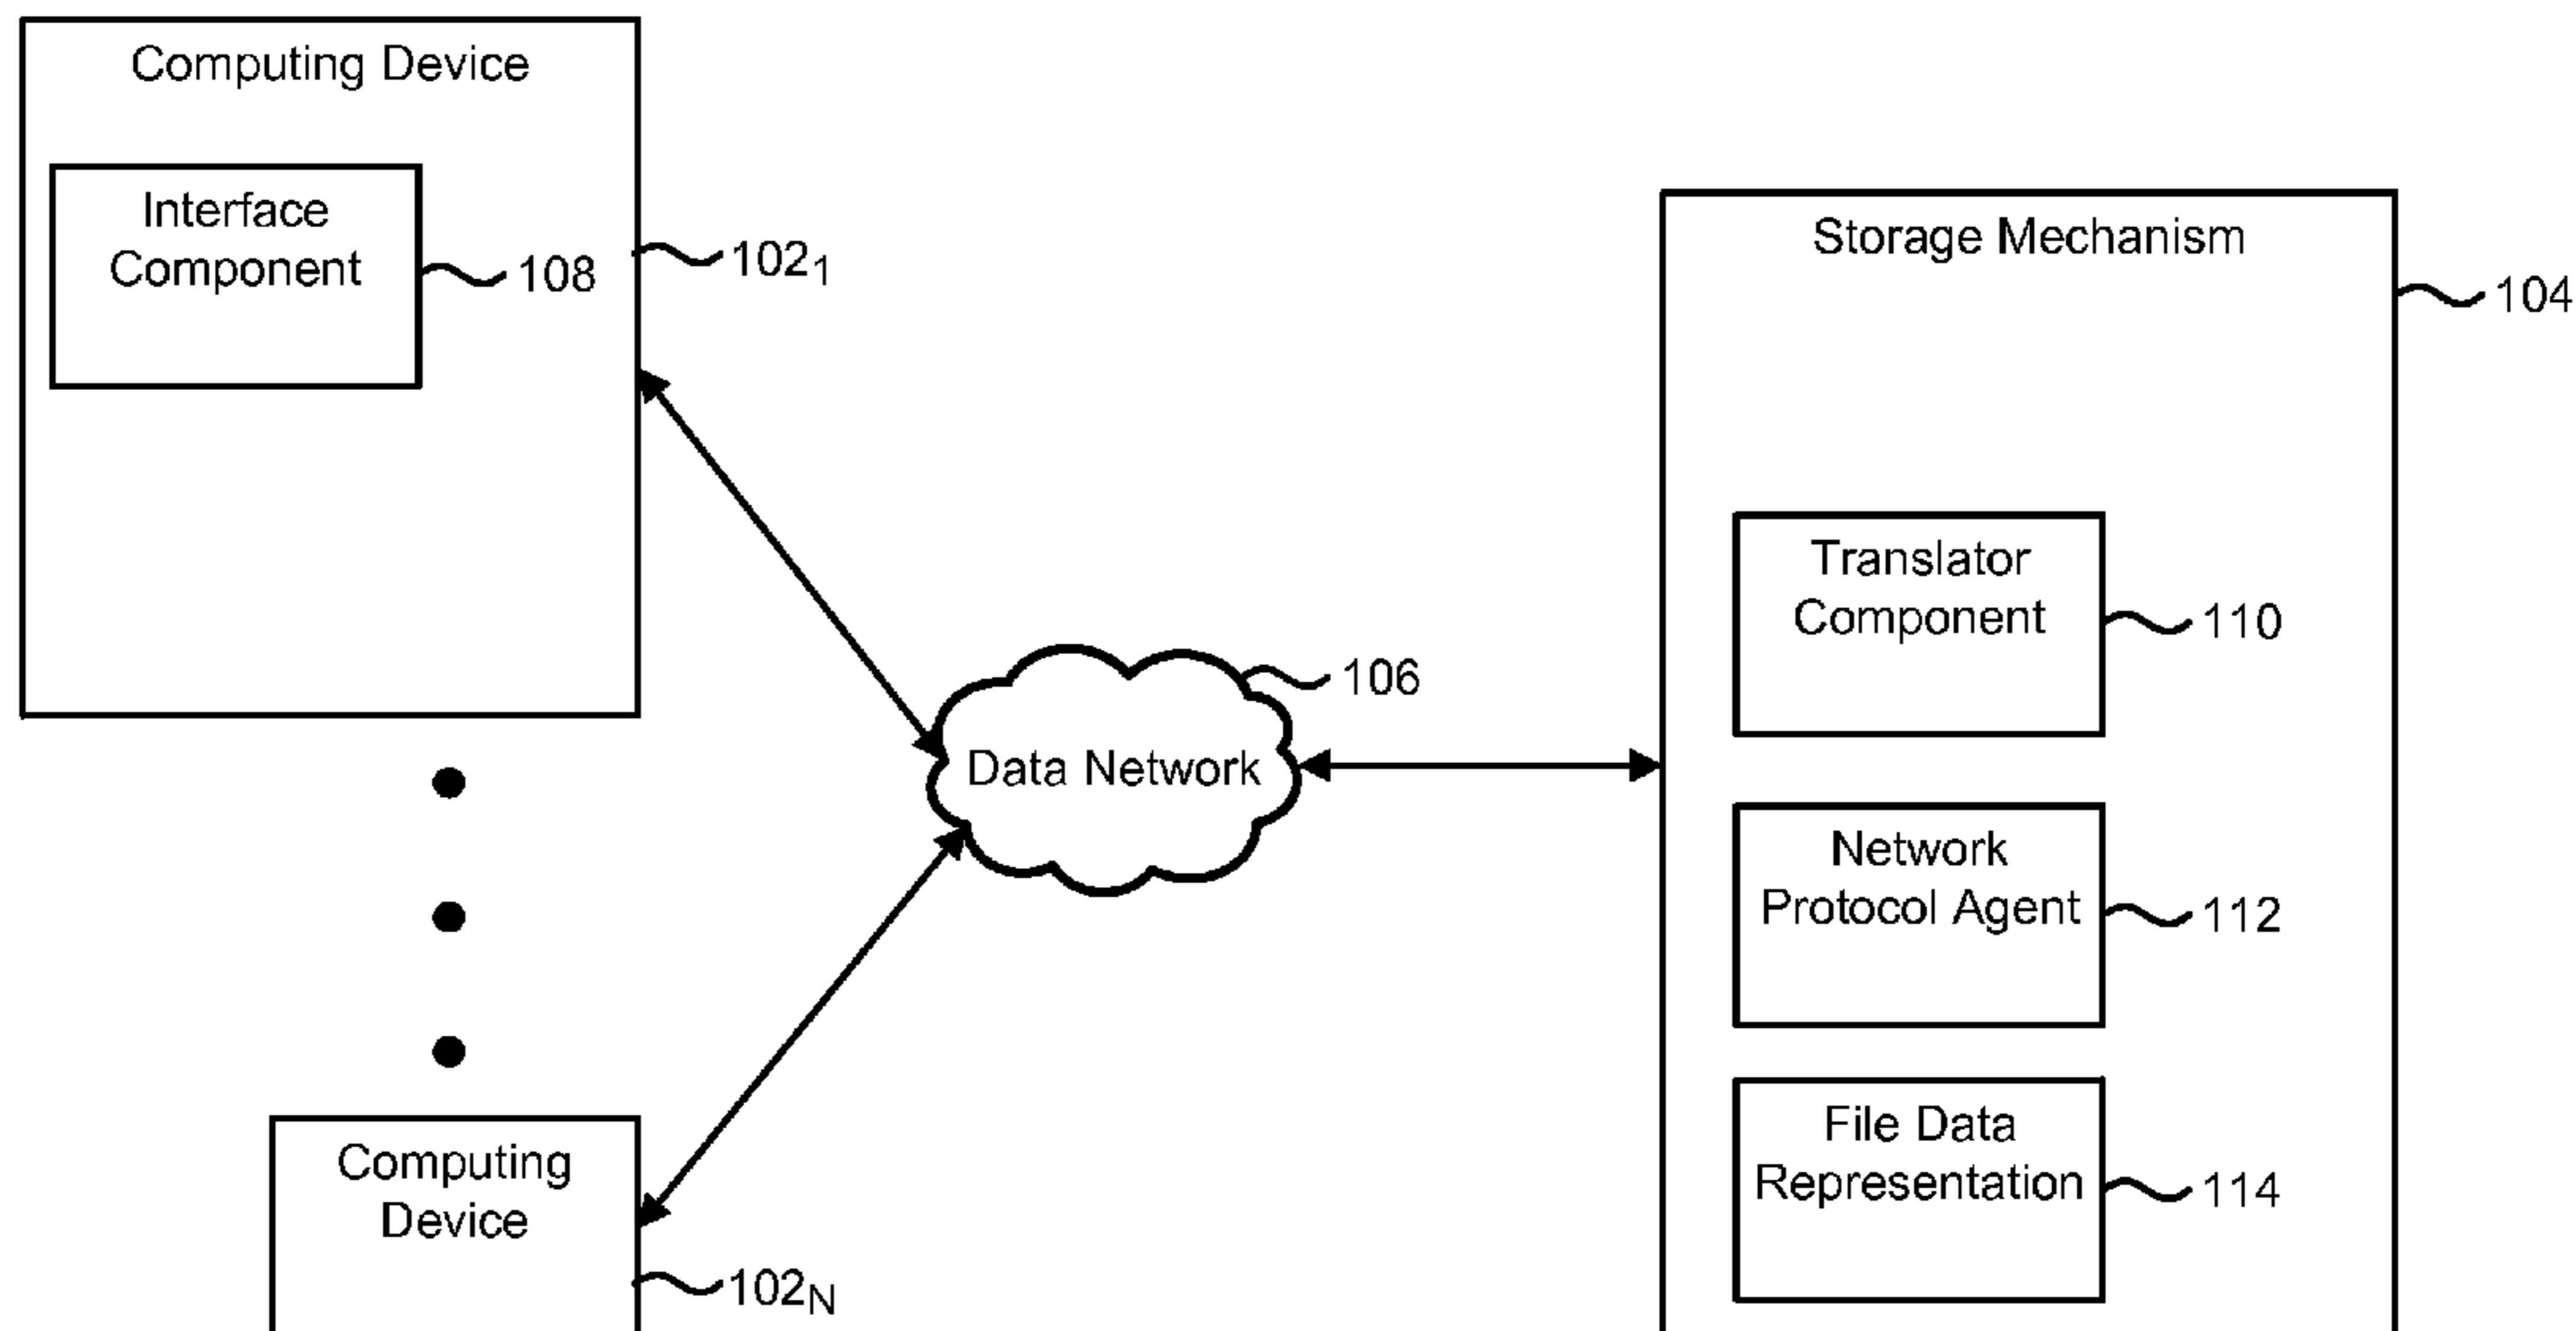 Computing Device
Interface
Component
108
102₁
Storage Mechanism
104
Translator
Component
110
106
Data Network
Network
Protocol Agent
112
File Data
Representation
114
Computing
Device
102N